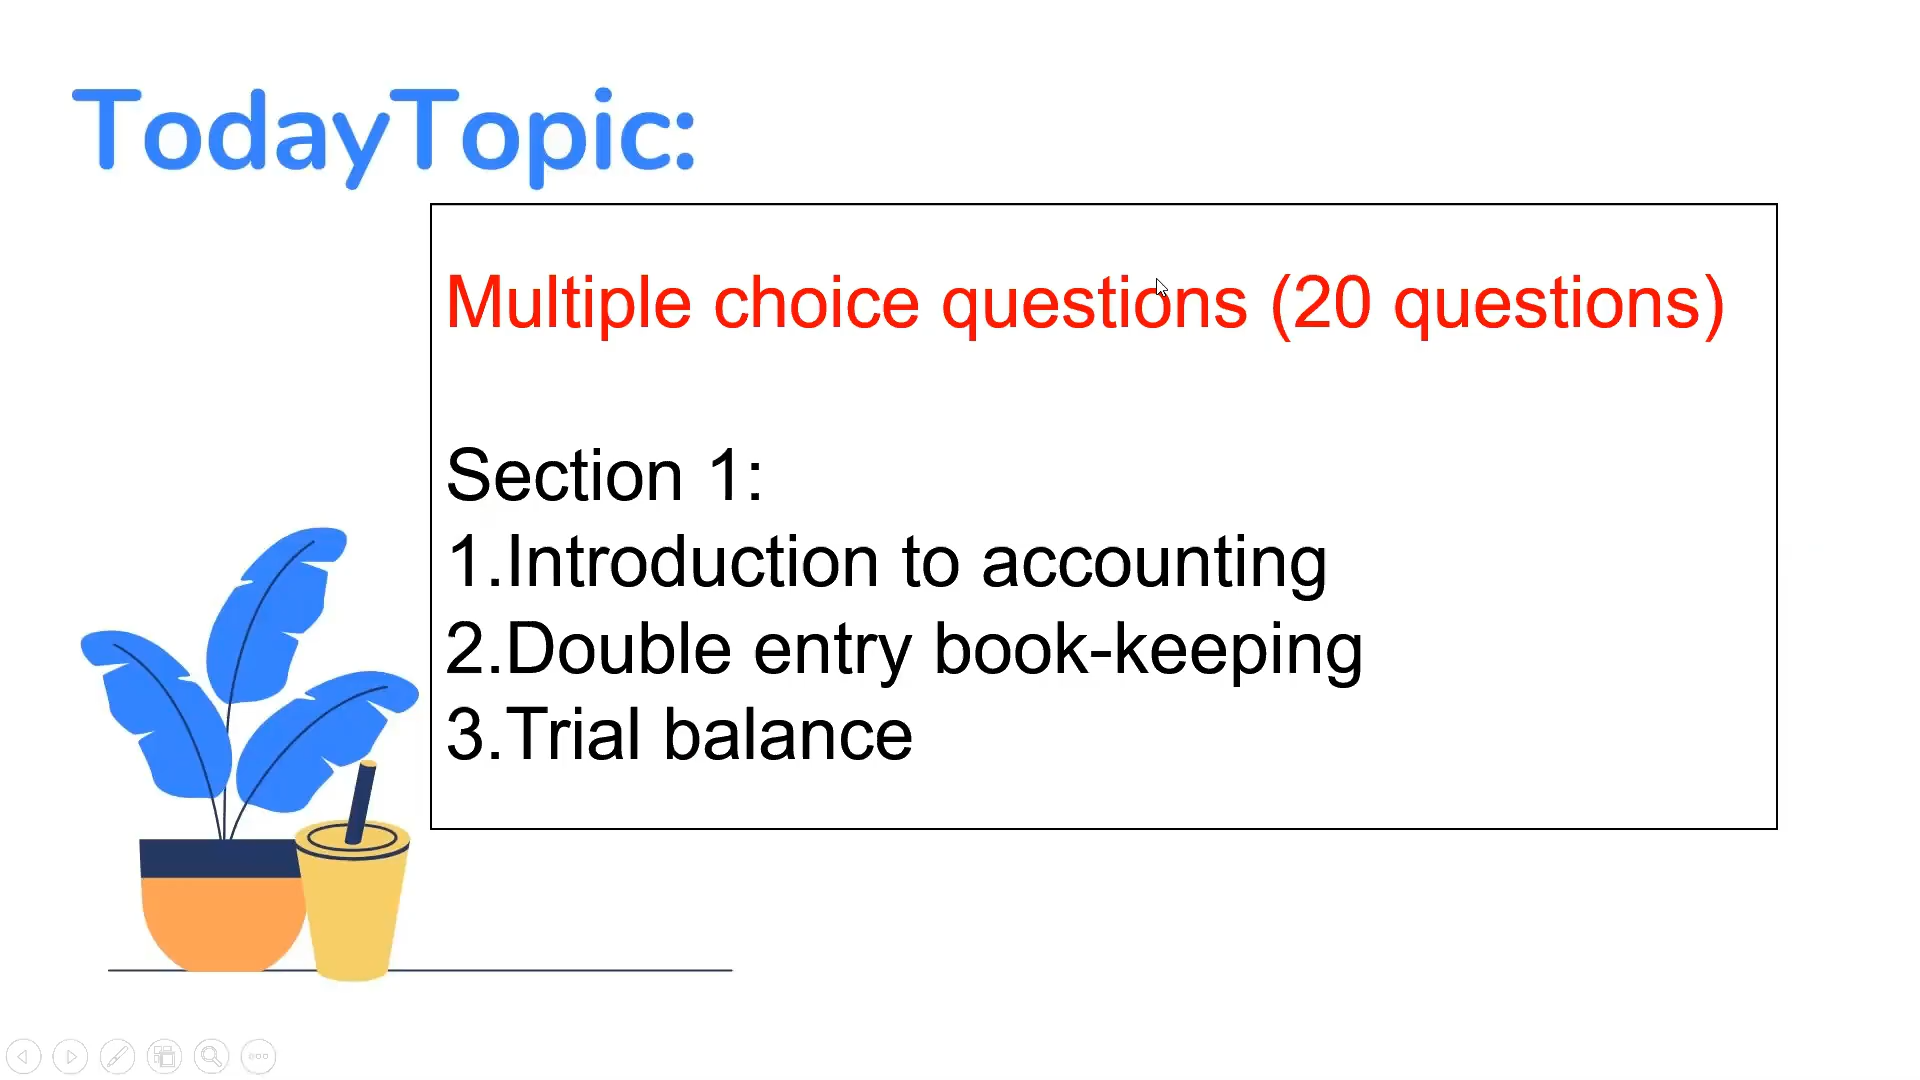 TodayTopic:
Multiple choice questions (20 questions)
Section 1:
1.Introduction to accounting
2.Double entry book-keeping
3.Trial balance